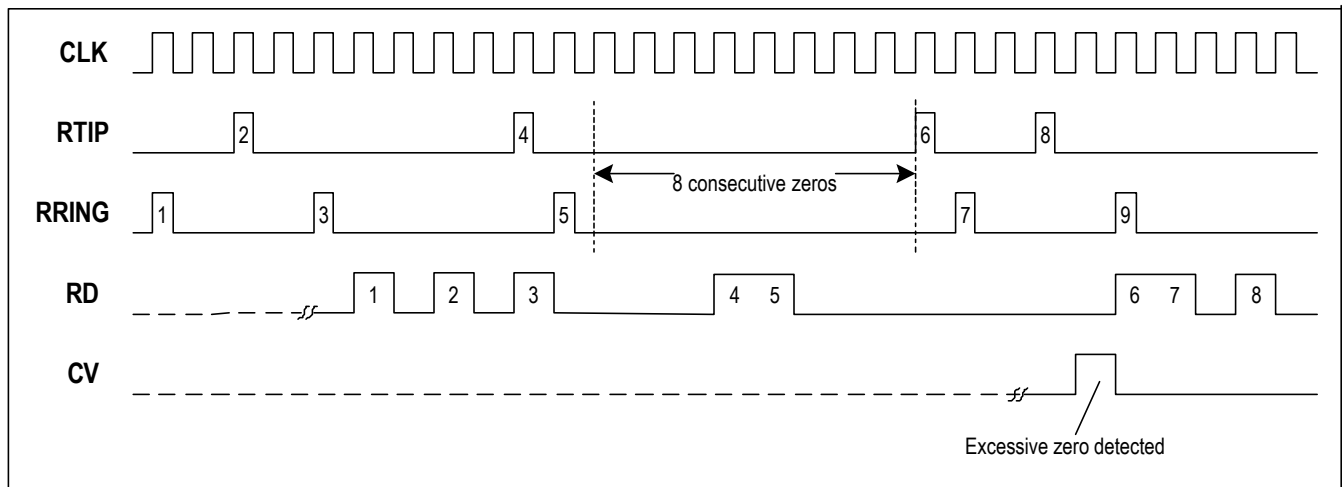 CLK
RTIP
2
4
6
8
8 consecutive zeros
RRING
1
3
5
7
9
RD
1
2
3
4 5
6 7
8
CV
Excessive zero detected